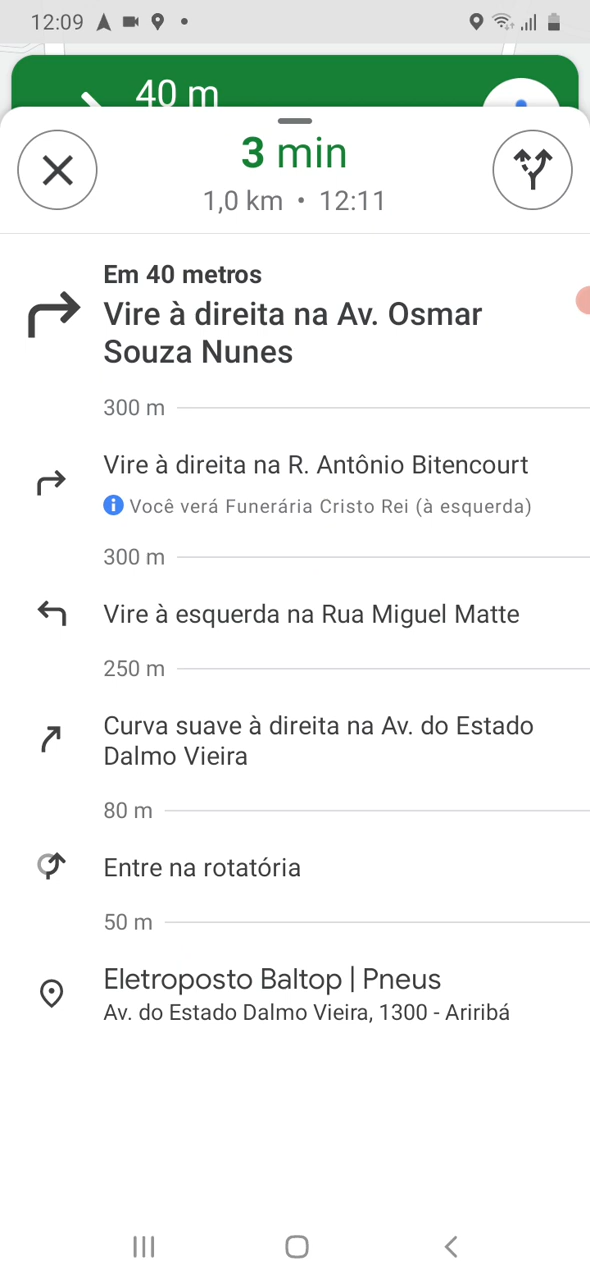 12:09
40 m
3 min
1,0 km • 12:11
Em 40 metros
Vire à direita na Av. Osmar
Souza Nunes
300 m
Vire à direita na R. Antônio Bitencourt
Você verá Funerária Cristo Rei (à esquerda)
300 m
Vire à esquerda na Rua Miguel Matte
250 m
Curva suave à direita na Av. do Estado
Dalmo Vieira
80 m
Entre na rotatória
50 m
Eletroposto Baltop | Pneus
Av. do Estado Dalmo Vieira, 1300 - Ariribá